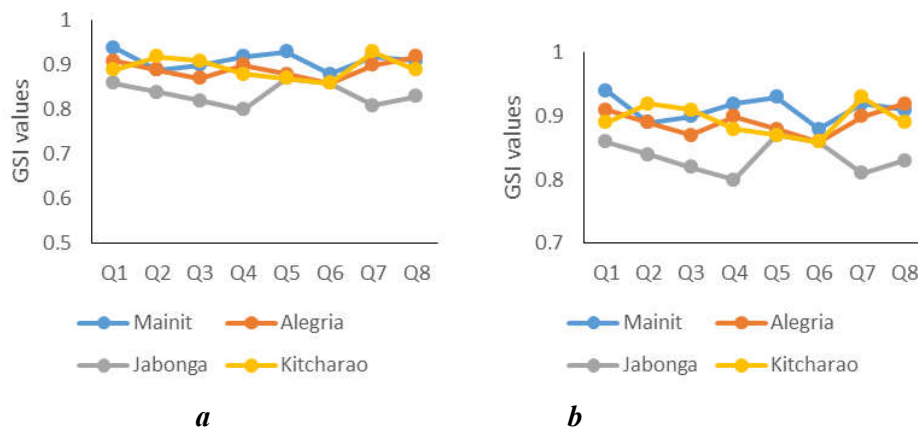 1
0.9
0.8
0.7
0.6
0.5
GSI values
Q1 Q2 Q3 Q4 Q5 Q6 Q7 Q8
Mainit Alegria
Jabonga Kitcharao
a
1
0.9
0.8
0.7
GSI values
Q1 Q2 Q3 Q4 Q5 Q6 Q7 Q8
Mainit Alegria
Jabonga Kitcharao
b